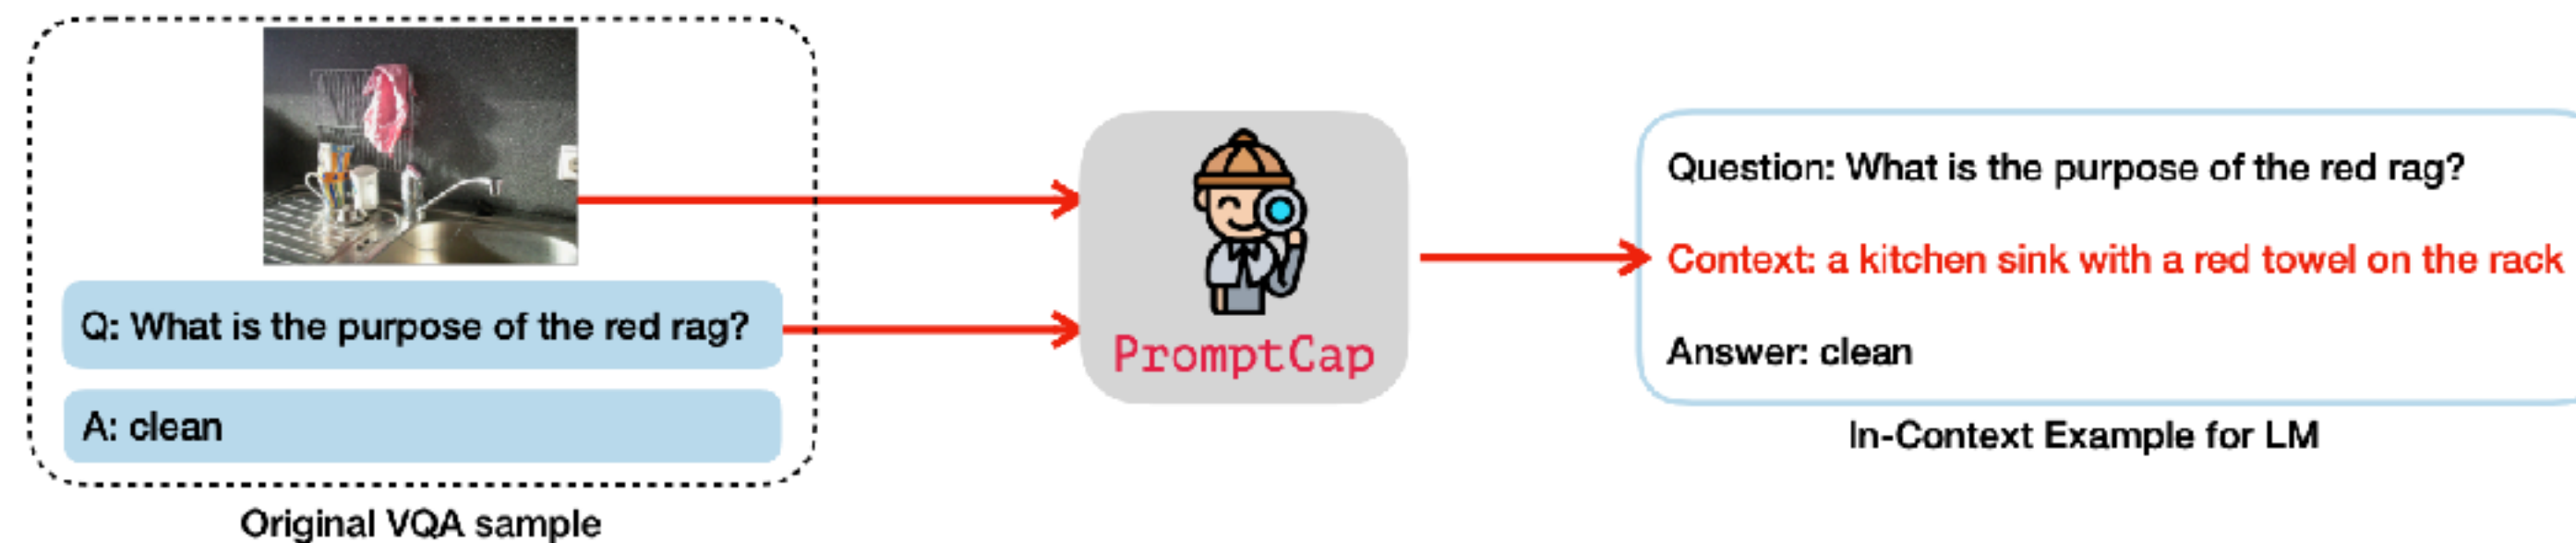 Q: What is the purpose of the red rag?
A: clean
Original VQA sample
PromptCap
Question: What is the purpose of the red rag?
Context: a kitchen sink with a red towel on the rack
Answer: clean
In-Context Example for LM